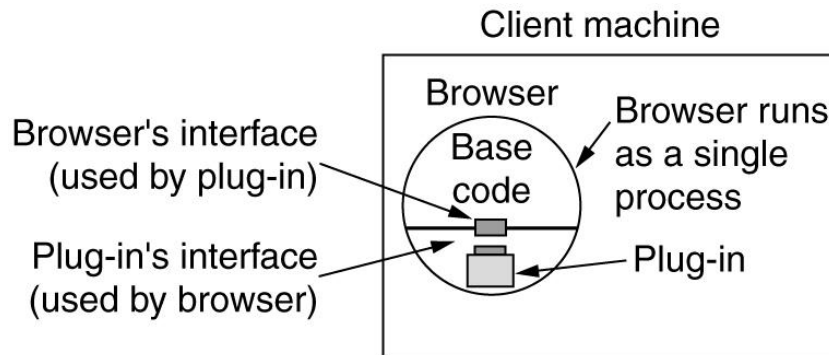 Client machine
Browser
Base
code
Browser's interface
(used by plug-in)
Plug-in's interface
(used by browser)
Browser runs
as a single
process
Plug-in